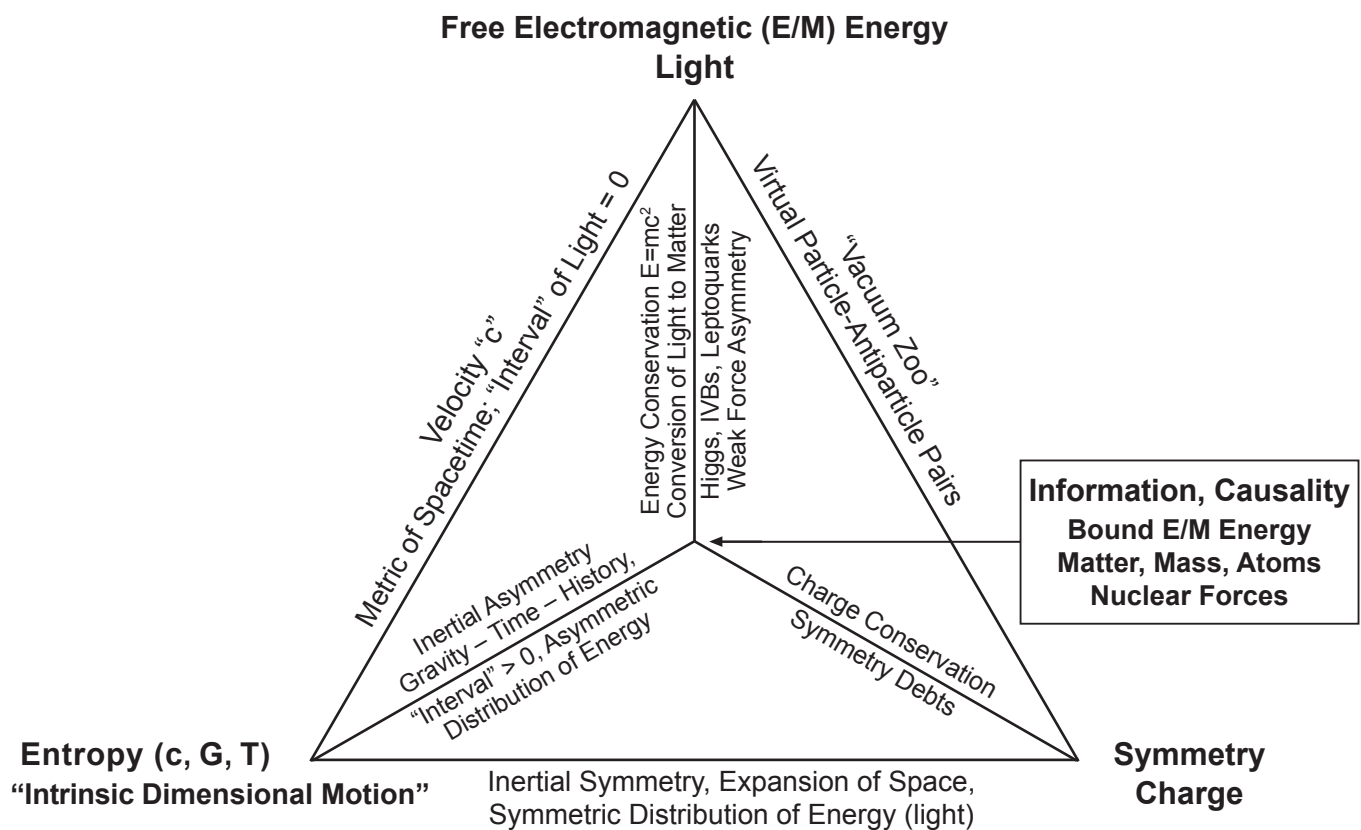 Free Electromagnetic (E/M) Energy
Light
Velocity “c”
Metric of Spacetime; “Interval” of Light = 0
Energy Conservation E=mc²
Conversion of Light to Matter
Higgs, IVBs, Leptoquarks
Weak Force Asymmetry
“Vacuum Zoo”
Virtual Particle-Antiparticle Pairs
Information, Causality
Bound E/M Energy
Matter, Mass, Atoms
Nuclear Forces
Inertial Asymmetry
Gravity – Time – History,
“Interval” > 0, Asymmetric
Distribution of Energy
Charge Conservation
Symmetry Debts
Entropy (c, G, T)
“Intrinsic Dimensional Motion”
Inertial Symmetry, Expansion of Space,
Symmetric Distribution of Energy (light)
Symmetry
Charge